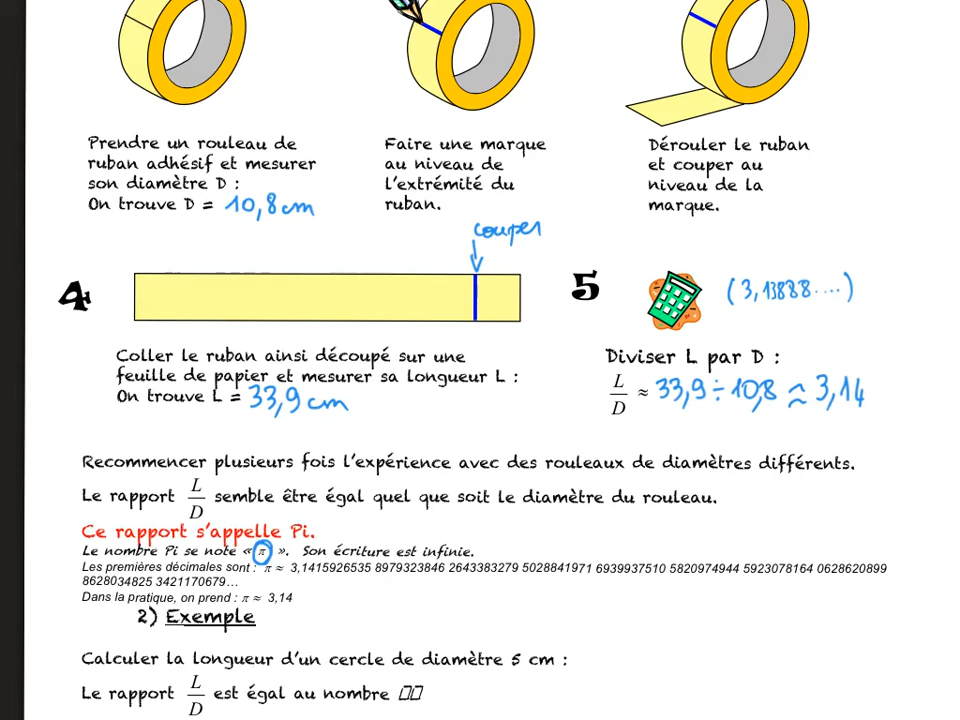 Prendre un rouleau de
ruban adhésif et mesurer
son diamètre D :
On trouve D = 10,8 cm
Faire une marque
au niveau de
l'extrémité du
ruban.
Dérouler le ruban
et couper au
niveau de la
marque.
couper
4
5
(3,13888....)
Coller le ruban ainsi découpé sur une
feuille de papier et mesurer sa longueur L :
On trouve L = 33,9 cm
Diviser L par D :
L/D ≈ 33,9 ÷ 10,8 ≈ 3,14
Recommencer plusieurs fois l'expérience avec des rouleaux de diamètres différents.
Le rapport L/D semble être égal quel que soit le diamètre du rouleau.
Ce rapport s'appelle Pi.
Le nombre Pi se note « π ». Son écriture est infinie.
Les premières décimales sont : π ≈ 3,1415926535 8979323846 2643383279 5028841971 6939937510 5820974944 5923078164 0628620899
8628034825 3421170679…
Dans la pratique, on prend : π ≈ 3,14
2) Exemple
Calculer la longueur d'un cercle de diamètre 5 cm :
Le rapport L/D est égal au nombre